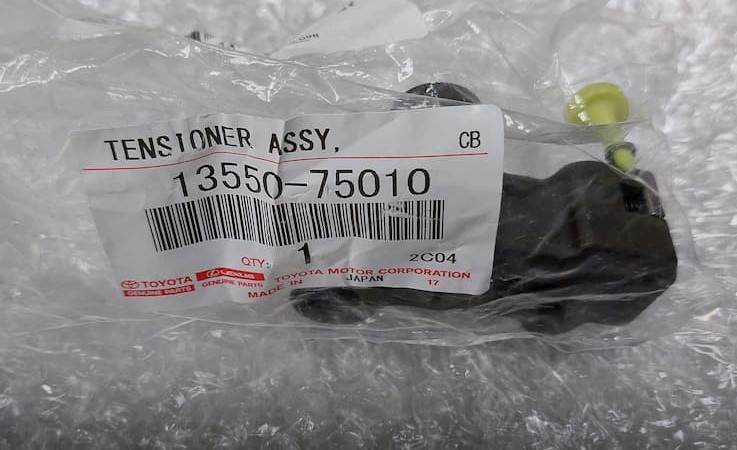 TENSIONER ASSY, CB
13550-75010
QTY: 1 2C04
TOYOTA LEXUS TOYOTA MOTOR CORPORATION
GENUINE PARTS GENUINE PARTS MADE IN JAPAN 17